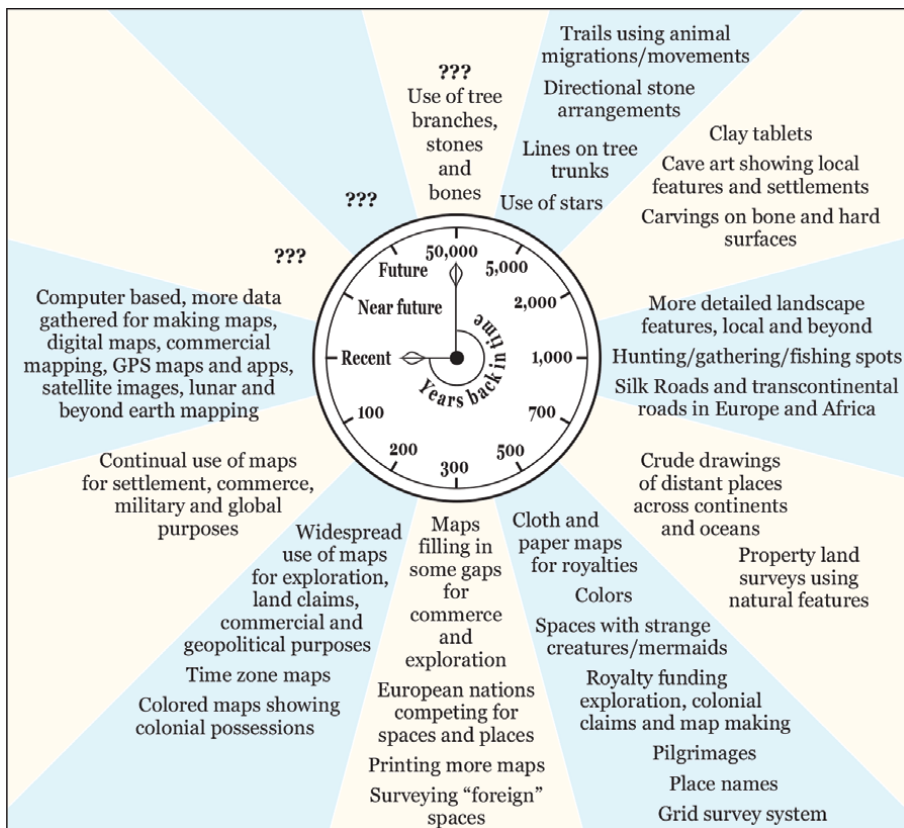 ???
Use of tree
branches,
stones
and
bones
Trails using animal
migrations/movements
Directional stone
arrangements
Lines on tree
trunks
Use of stars
Clay tablets
Cave art showing local
features and settlements
Carvings on bone and hard
surfaces
More detailed landscape
features, local and beyond
Hunting/gathering/fishing spots
Silk Roads and transcontinental
roads in Europe and Africa
Crude drawings
of distant places
across continents
and oceans
Property land
surveys using
natural features
Cloth and
paper maps
for royalties
Colors
Spaces with strange
creatures/mermaids
Royalty funding
exploration, colonial
claims and map making
Pilgrimages
Place names
Grid survey system
Maps
filling in
some gaps
for
commerce
and
exploration
European nations
competing for
spaces and places
Printing more maps
Surveying “foreign”
spaces
Widespread
use of maps
for exploration,
land claims,
commercial and
geopolitical purposes
Time zone maps
Colored maps showing
colonial possessions
Continual use of maps
for settlement, commerce,
military and global
purposes
Computer based, more data
gathered for making maps,
digital maps, commercial
mapping, GPS maps and apps,
satellite images, lunar and
beyond earth mapping
???
???
50,000
5,000
2,000
1,000
700
500
300
200
100
Recent
Near future
Future
Years back in time